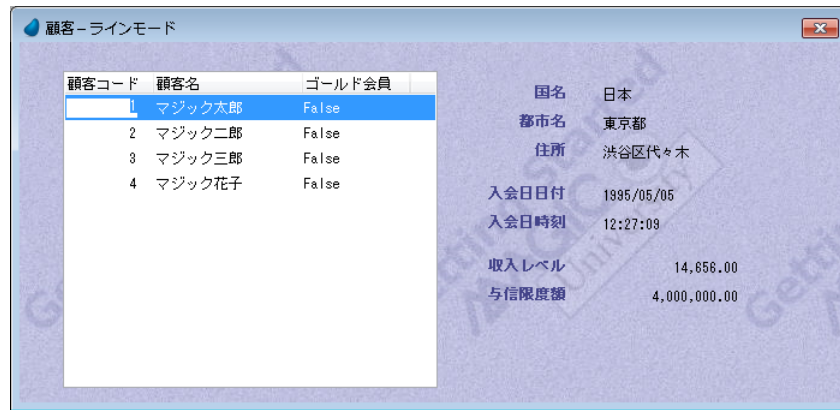 顧客－ラインモード
顧客コード 顧客名 ゴールド会員
1 マジック太郎 False
2 マジック二郎 False
3 マジック三郎 False
4 マジック花子 False
国名 日本
都市名 東京都
住所 渋谷区代々木
入会日日付 1995/05/05
入会日時刻 12:27:09
収入レベル 14,656.00
与信限度額 4,000,000.00
Getting Started
University